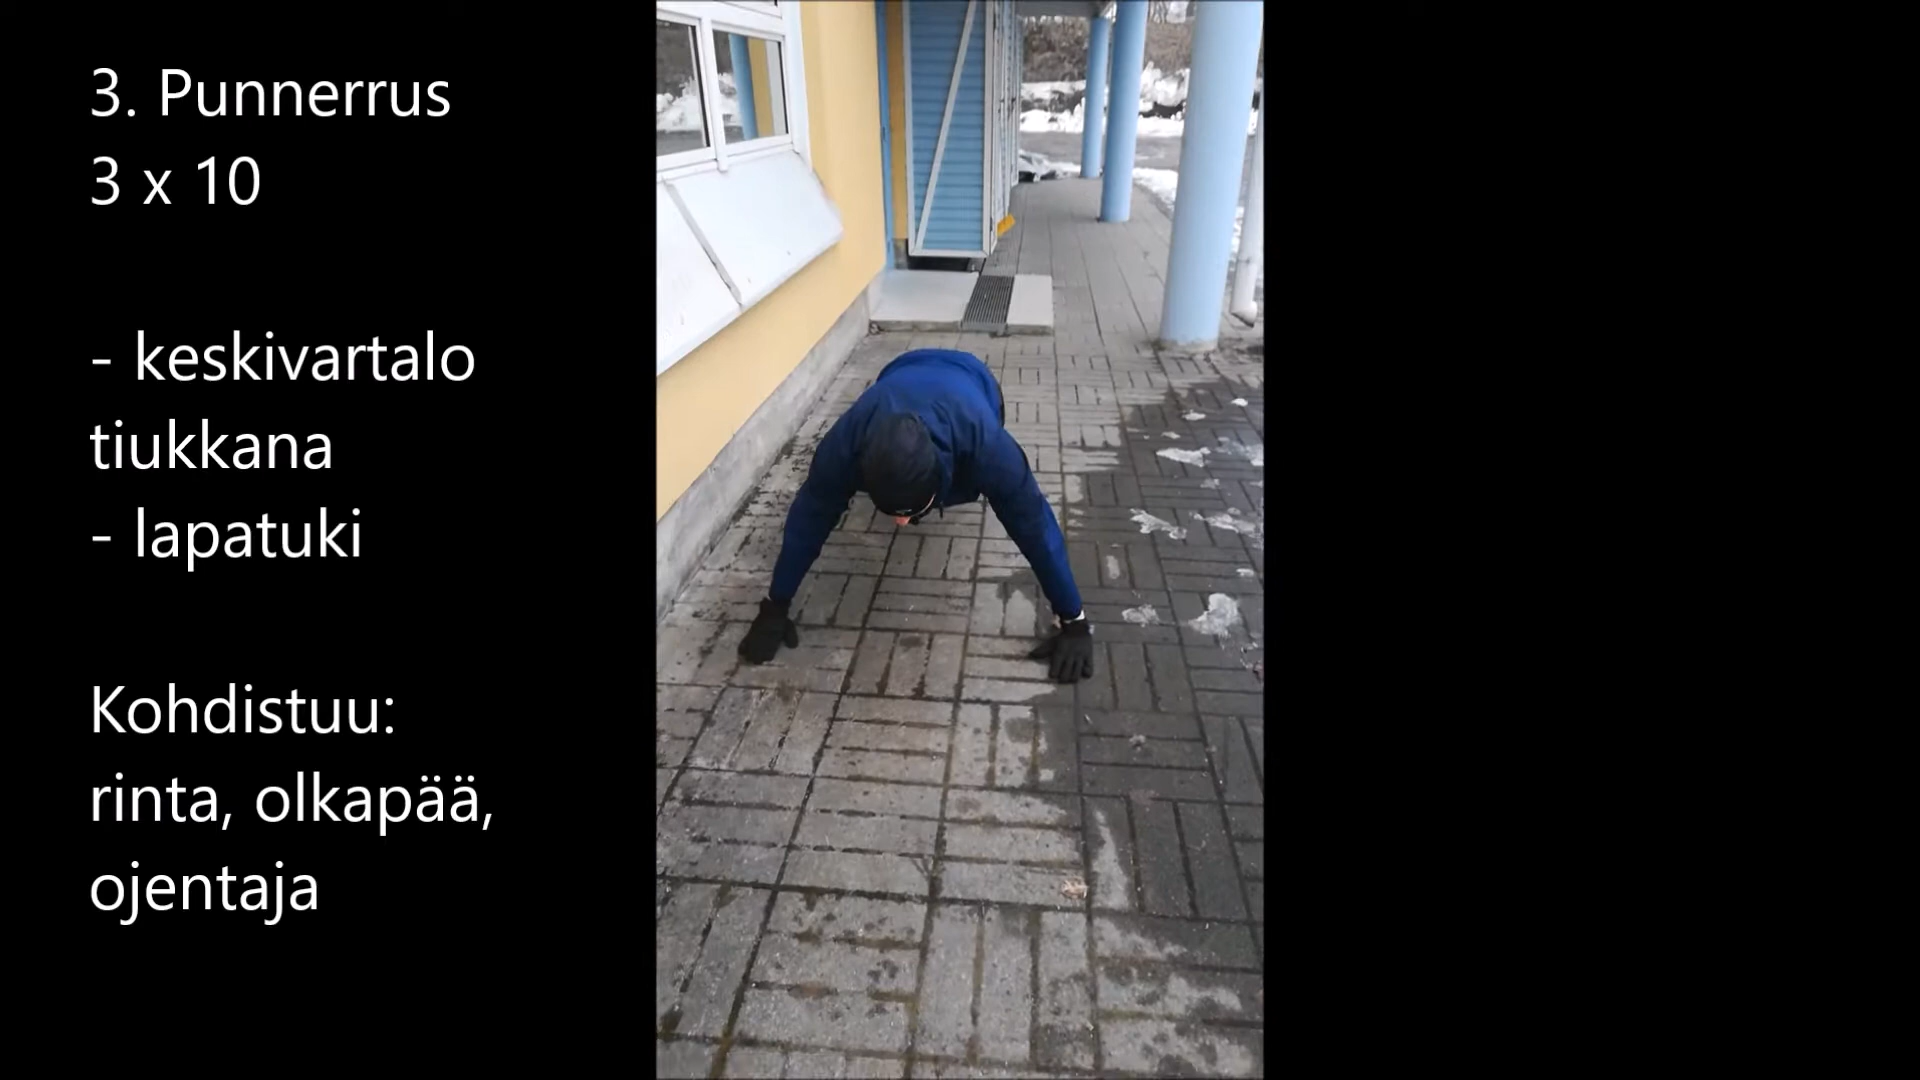 3. Punnerrus
3 x 10
- keskivartalo
tiukkana
- lapatuki
Kohdistuu:
rinta, olkapää,
ojentaja